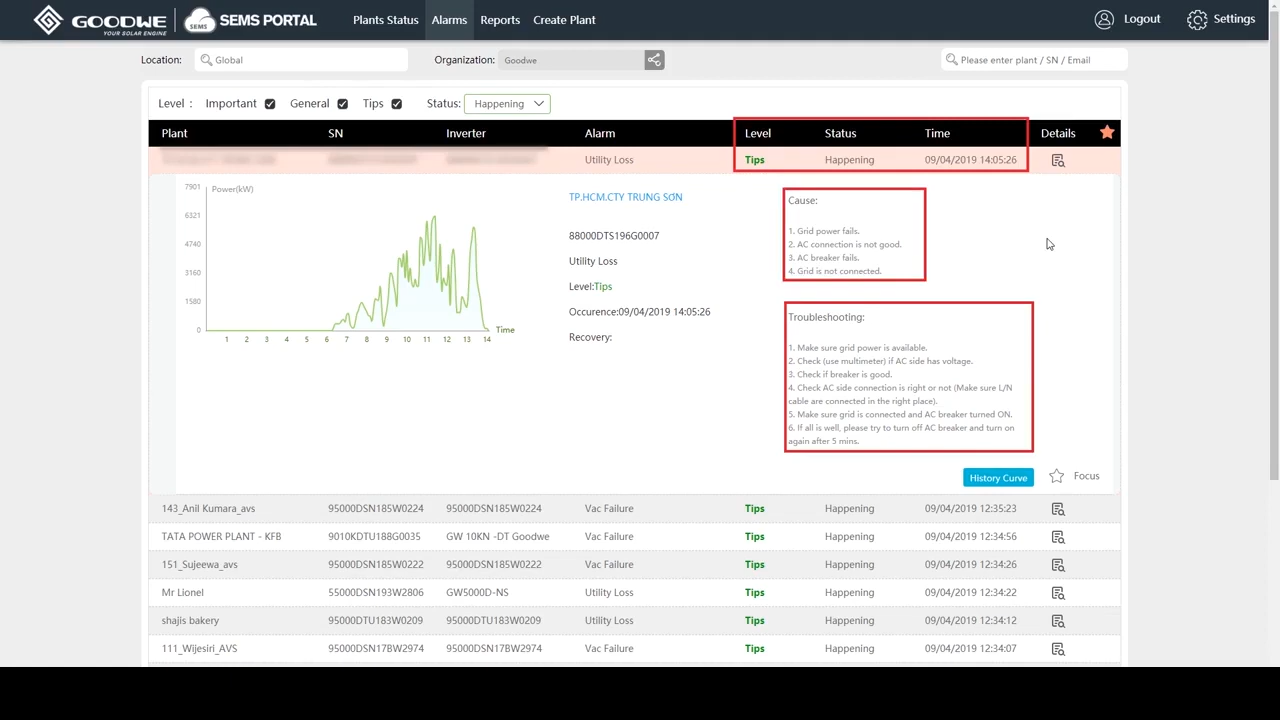 GOODWE
YOUR SOLAR ENGINE
SEMS
SEMS PORTAL
Plants Status
Alarms
Reports
Create Plant
Logout
Settings
Location:
Global
Organization:
Goodwe
Please enter plant / SN / Email
Level :
Important
General
Tips
Status:
Happening
Plant SN Inverter Alarm Level Status Time Details
Utility Loss Tips Happening 09/04/2019 14:05:26
Power(kW)
7901
6321
4740
3160
1580
0
1 2 3 4 5 6 7 8 9 10 11 12 13 14
Time
TP.HCM.CTY TRUNG SƠN
88000DTS196G0007
Utility Loss
Level:Tips
Occurence:09/04/2019 14:05:26
Recovery:
Cause:
1. Grid power fails.
2. AC connection is not good.
3. AC breaker fails.
4. Grid is not connected.
Troubleshooting:
1. Make sure grid power is available.
2. Check (use multimeter) if AC side has voltage.
3. Check if breaker is good.
4. Check AC side connection is right or not (Make sure L/N
cable are connected in the right place).
5. Make sure grid is connected and AC breaker turned ON.
6. If all is well, please try to turn off AC breaker and turn on
again after 5 mins.
History Curve
Focus
143_Anil Kumara_avs 95000DSN185W0224 95000DSN185W0224 Vac Failure Tips Happening 09/04/2019 12:35:23
TATA POWER PLANT - KFB 9010KDTU188G0035 GW 10KN -DT Goodwe Vac Failure Tips Happening 09/04/2019 12:34:56
151_Sujeewa_avs 95000DSN185W0222 95000DSN185W0222 Vac Failure Tips Happening 09/04/2019 12:34:26
Mr Lionel 55000DSN193W2806 GW5000D-NS Utility Loss Tips Happening 09/04/2019 12:34:22
shajis bakery 95000DTU183W0209 95000DTU183W0209 Utility Loss Tips Happening 09/04/2019 12:34:12
111_Wijesiri_AVS 95000DSN17BW2974 95000DSN17BW2974 Vac Failure Tips Happening 09/04/2019 12:34:07